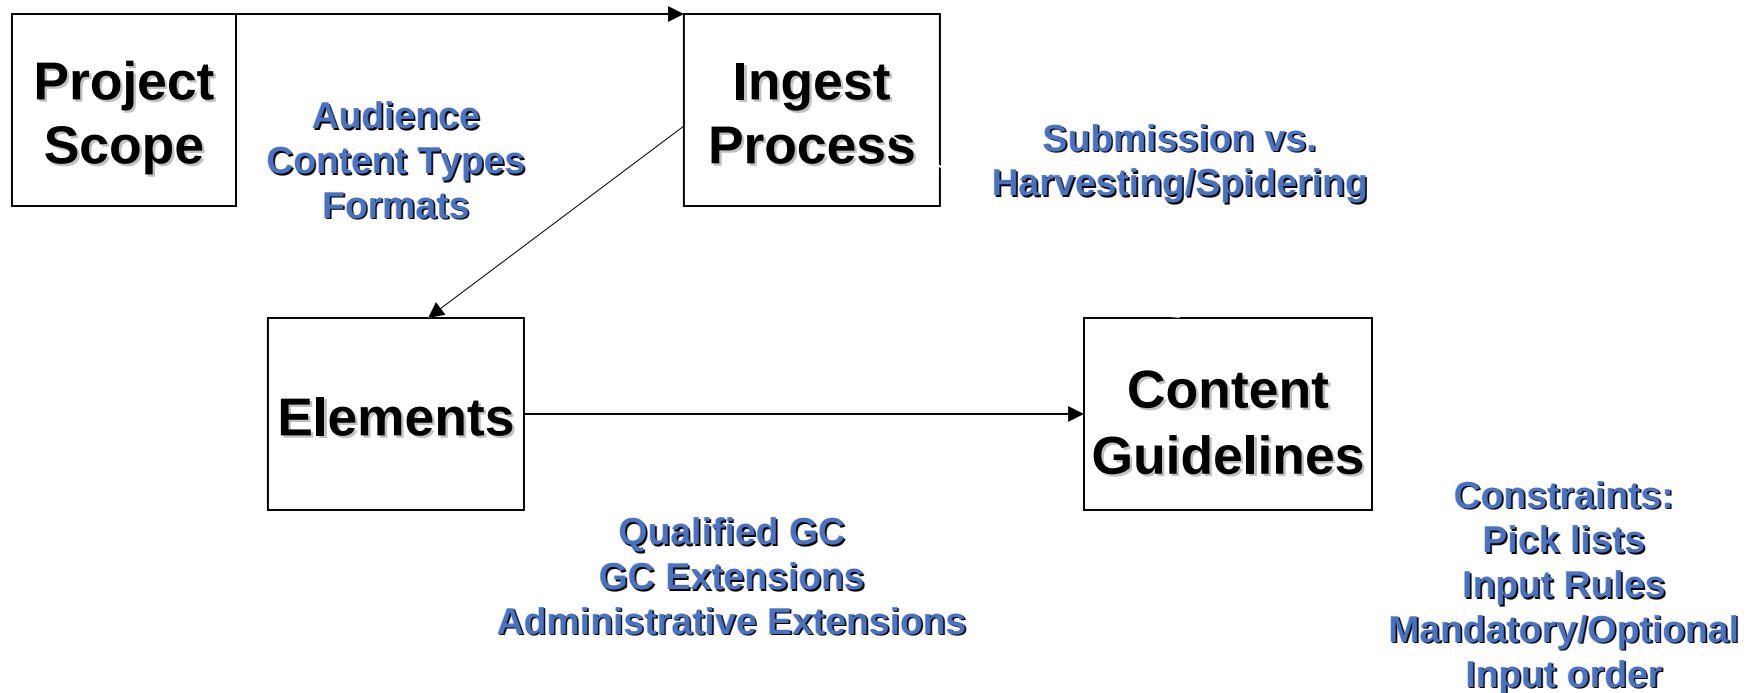 Project
Scope
Audience
Content Types
Formats
Ingest
Process
Submission vs.
Harvesting/Spidering
Elements
Qualified GC
GC Extensions
Administrative Extensions
Content
Guidelines
Constraints:
Pick lists
Input Rules
Mandatory/Optional
Input order